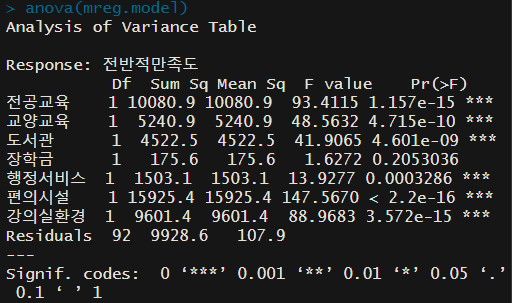 > anova(mreg.model)
Analysis of Variance Table

Response: 전반적만족도
           Df  Sum Sq Mean Sq  F value    Pr(>F)
전공교육    1 10080.9 10080.9  93.4115 1.157e-15 ***
교양교육    1  5240.9  5240.9  48.5632 4.715e-10 ***
도서관      1  4522.5  4522.5  41.9065 4.601e-09 ***
장학금      1   175.6   175.6   1.6272 0.2053036
행정서비스  1  1503.1  1503.1  13.9277 0.0003286 ***
편의시설    1 15925.4 15925.4 147.5670 < 2.2e-16 ***
강의실환경  1  9601.4  9601.4  88.9683 3.572e-15 ***
Residuals  92  9928.6   107.9
---
Signif. codes:  0 ‘***’ 0.001 ‘**’ 0.01 ‘*’ 0.05 ‘.’
 0.1 ‘ ’ 1